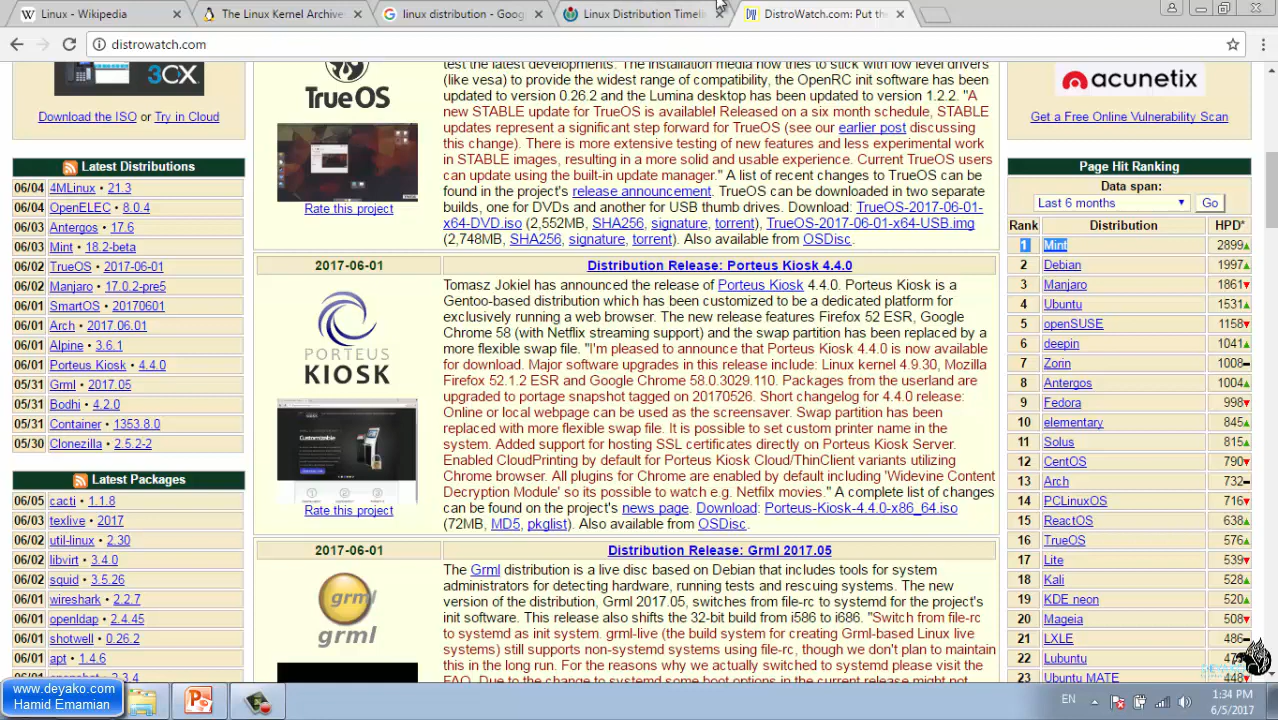 Linux - Wikipedia
The Linux Kernel Archive
linux distribution - Goog
Linux Distribution Timelin
DistroWatch.com: Put the
distrowatch.com
3CX
Download the ISO or Try in Cloud
Latest Distributions
06/04 4MLinux • 21.3
06/04 OpenELEC • 8.0.4
06/03 Antergos • 17.6
06/03 Mint • 18.2-beta
06/02 TrueOS • 2017-06-01
06/02 Manjaro • 17.0.2-pre5
06/01 SmartOS • 20170601
06/01 Arch • 2017.06.01
06/01 Alpine • 3.6.1
06/01 Porteus Kiosk • 4.4.0
05/31 Grml • 2017.05
05/31 Bodhi • 4.2.0
05/31 Container • 1353.8.0
05/30 Clonezilla • 2.5.2-2
Latest Packages
06/05 cacti • 1.1.8
06/03 texlive • 2017
06/02 util-linux • 2.30
06/02 libvirt • 3.4.0
06/02 squid • 3.5.26
06/02 wireshark • 2.2.7
06/01 openldap • 2.4.45
06/01 shotwell • 0.26.2
06/01 apt • 1.4.6
TrueOS
Rate this project
test the latest developments. The installation media now tries to stick with low level drivers
(like vesa) to provide the widest range of compatibility, the OpenRC init software has been
updated to version 0.26.2 and the Lumina desktop has been updated to version 1.2.2. "A
new STABLE update for TrueOS is available! Released on a six month schedule, STABLE
updates represent a significant step forward for TrueOS (see our earlier post discussing
this change). There is more extensive testing of new features and less experimental work
in STABLE images, resulting in a more solid and usable experience. Current TrueOS users
can update using the built-in update manager." A list of recent changes to TrueOS can be
found in the project's release announcement. TrueOS can be downloaded in two separate
builds, one for DVDs and another for USB thumb drives. Download: TrueOS-2017-06-01-
x64-DVD.iso (2,552MB, SHA256, signature, torrent), TrueOS-2017-06-01-x64-USB.img
(2,748MB, SHA256, signature, torrent). Also available from OSDisc.
2017-06-01
Distribution Release: Porteus Kiosk 4.4.0
PORTEUS
KIOSK
Customizable
Rate this project
Tomasz Jokiel has announced the release of Porteus Kiosk 4.4.0. Porteus Kiosk is a
Gentoo-based distribution which has been customized to be a dedicated platform for
exclusively running a web browser. The new release features Firefox 52 ESR, Google
Chrome 58 (with Netflix streaming support) and the swap partition has been replaced by a
more flexible swap file. "I'm pleased to announce that Porteus Kiosk 4.4.0 is now available
for download. Major software upgrades in this release include: Linux kernel 4.9.30, Mozilla
Firefox 52.1.2 ESR and Google Chrome 58.0.3029.110. Packages from the userland are
upgraded to portage snapshot tagged on 20170526. Short changelog for 4.4.0 release:
Online or local webpage can be used as the screensaver. Swap partition has been
replaced with more flexible swap file. It is possible to set custom printer name in the
system. Added support for hosting SSL certificates directly on Porteus Kiosk Server.
Enabled CloudPrinting by default for Porteus Kiosk Cloud/ThinClient variants utilizing
Chrome browser. All plugins for Chrome are enabled by default including 'Widevine Content
Decryption Module' so its possible to watch e.g. Netflix movies." A complete list of changes
can be found on the project's news page. Download: Porteus-Kiosk-4.4.0-x86_64.iso
(72MB, MD5, pkglist). Also available from OSDisc.
2017-06-01
Distribution Release: Grml 2017.05
grml
grml
The Grml distribution is a live disc based on Debian that includes tools for system
administrators for detecting hardware, running tests and rescuing systems. The new
version of the distribution, Grml 2017.05, switches from file-rc to systemd for the project's
init software. This release also shifts the 32-bit build from i586 to i686. "Switch from file-rc
to systemd as init system. grml-live (the build system for creating Grml-based Linux live
systems) still supports non-systemd systems using file-rc, though we don't plan to maintain
this in the long run. For the reasons why we actually switched to systemd please visit the
FAQ. Due to the change to systemd some boot options in the current release might not
acunetix
Get a Free Online Vulnerability Scan
Page Hit Ranking
Data span:
Last 6 months Go
Rank Distribution HPD*
1 Mint 2899
2 Debian 1997
3 Manjaro 1861
4 Ubuntu 1531
5 openSUSE 1158
6 deepin 1041
7 Zorin 1008
8 Antergos 1004
9 Fedora 998
10 elementary 845
11 Solus 815
12 CentOS 790
13 Arch 732
14 PCLinuxOS 716
15 ReactOS 638
16 TrueOS 576
17 Lite 539
18 Kali 528
19 KDE neon 520
20 Mageia 508
21 LXLE 486
22 Lubuntu
23 Ubuntu MATE 448
DEYAKO
www.deyako.com
Hamid Emamian
EN
1:34 PM
6/5/2017